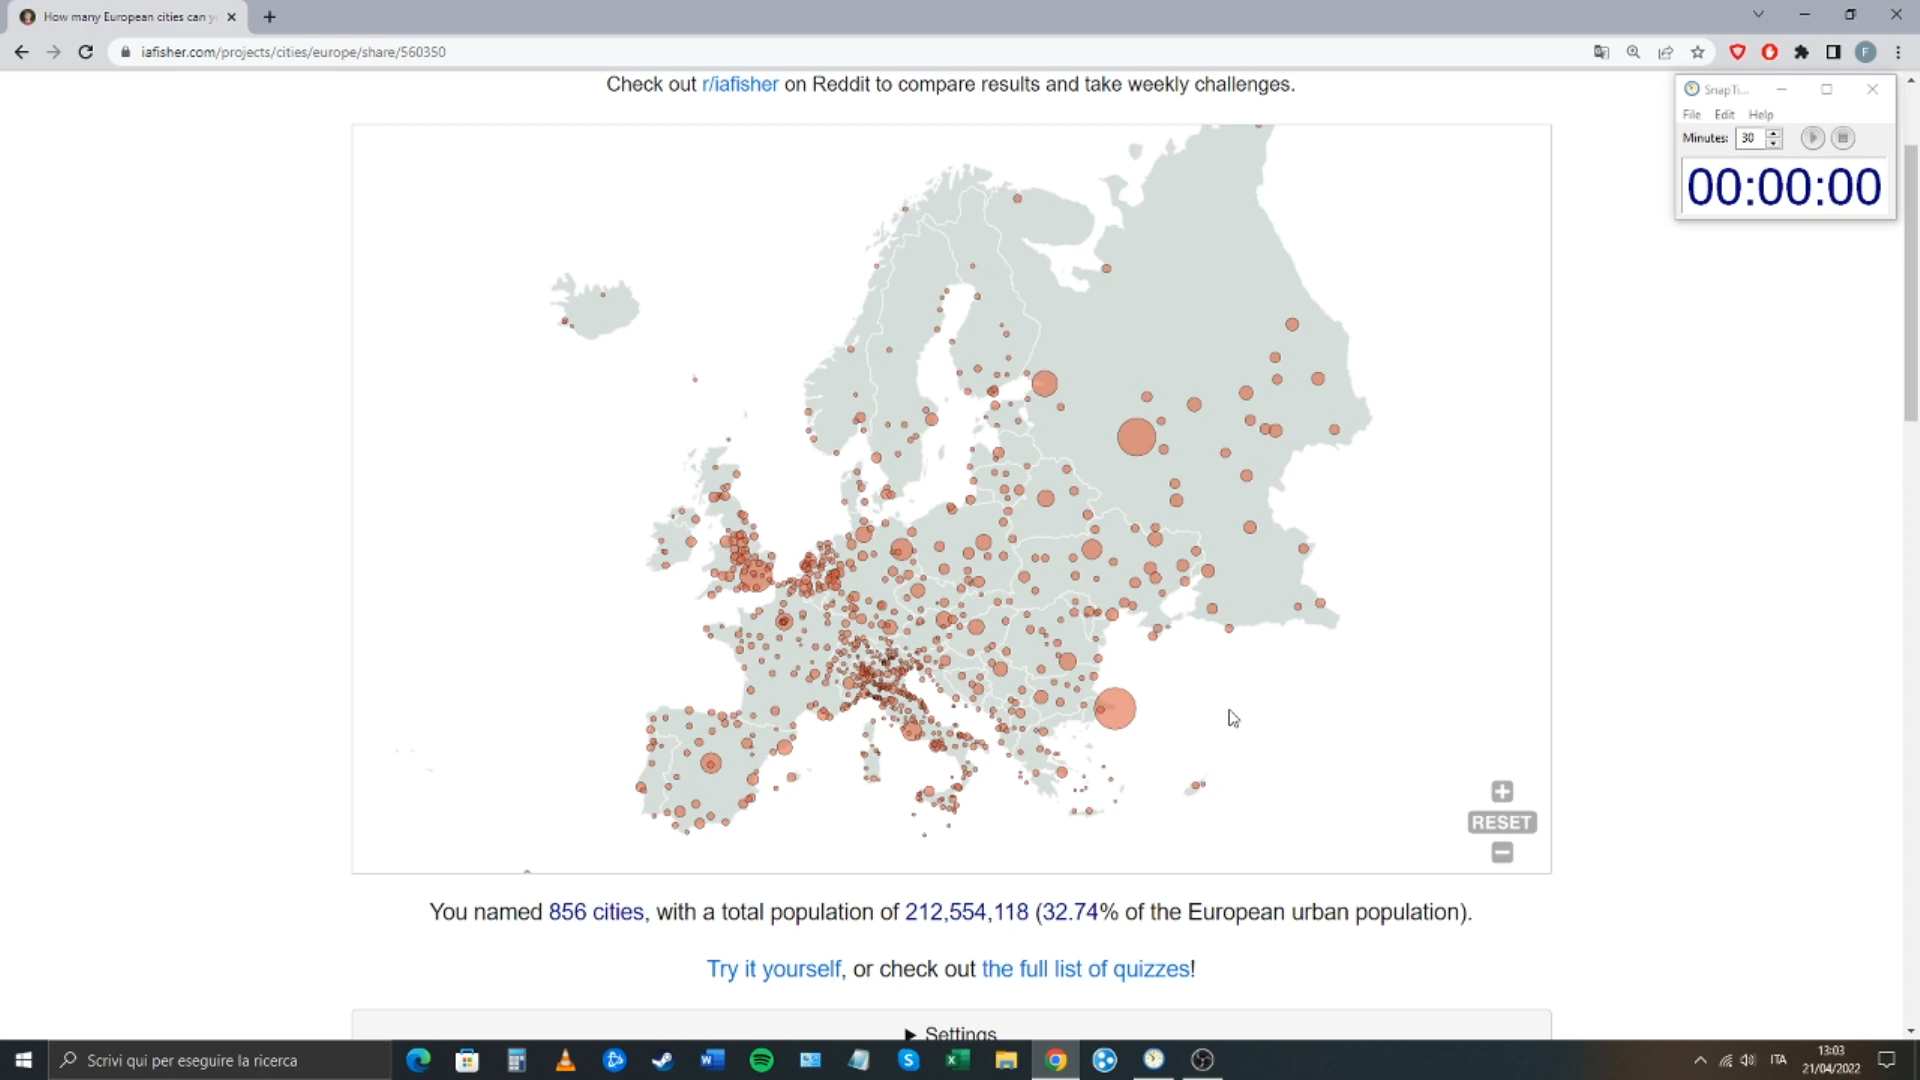 How many European cities can y
iafisher.com/projects/cities/europe/share/560350
F
Check out r/iafisher on Reddit to compare results and take weekly challenges.
SnapTi...
File Edit Help
Minutes: 30
00:00:00
RESET
You named 856 cities, with a total population of 212,554,118 (32.74% of the European urban population).
Try it yourself, or check out the full list of quizzes!
▶ Settings
Scrivi qui per eseguire la ricerca
ITA
13:03
21/04/2022